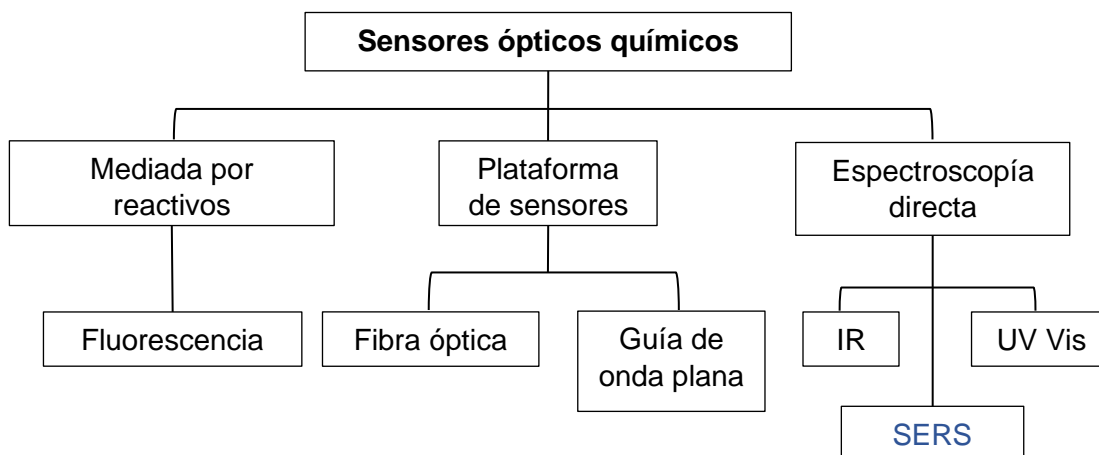 Sensores ópticos químicos
Mediada por
reactivos
Plataforma
de sensores
Espectroscopía
directa
Fluorescencia
Fibra óptica
Guía de
onda plana
IR
UV Vis
SERS